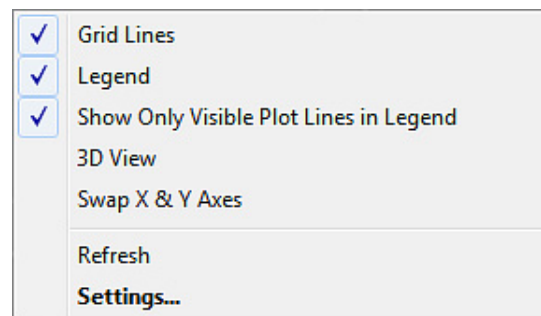 Grid Lines
Legend
Show Only Visible Plot Lines in Legend
3D View
Swap X & Y Axes
Refresh
Settings...